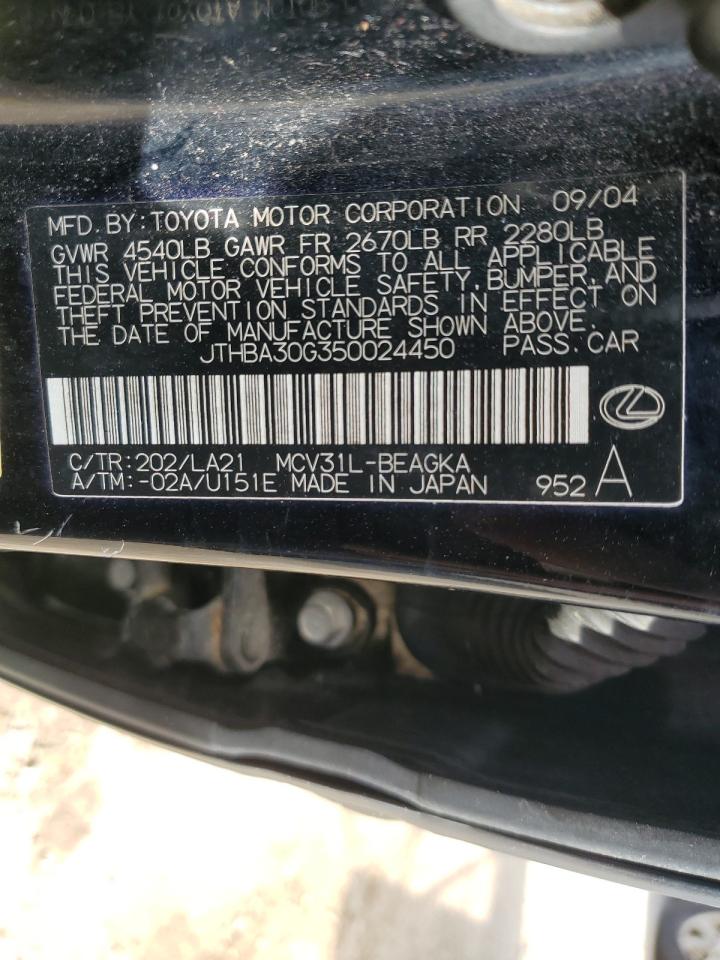 MFD. BY: TOYOTA MOTOR CORPORATION 09/04
GVWR 4540LB GAWR FR 2670LB RR 2280LB
THIS VEHICLE CONFORMS TO ALL APPLICABLE
FEDERAL MOTOR VEHICLE SAFETY, BUMPER, AND
THEFT PREVENTION STANDARDS IN EFFECT ON
THE DATE OF MANUFACTURE SHOWN ABOVE.
JTHBA30G350024450 PASS. CAR
C/TR: 202/LA21 MCV31L-BEAGKA
A/TM: -02A/U151E MADE IN JAPAN 952 A